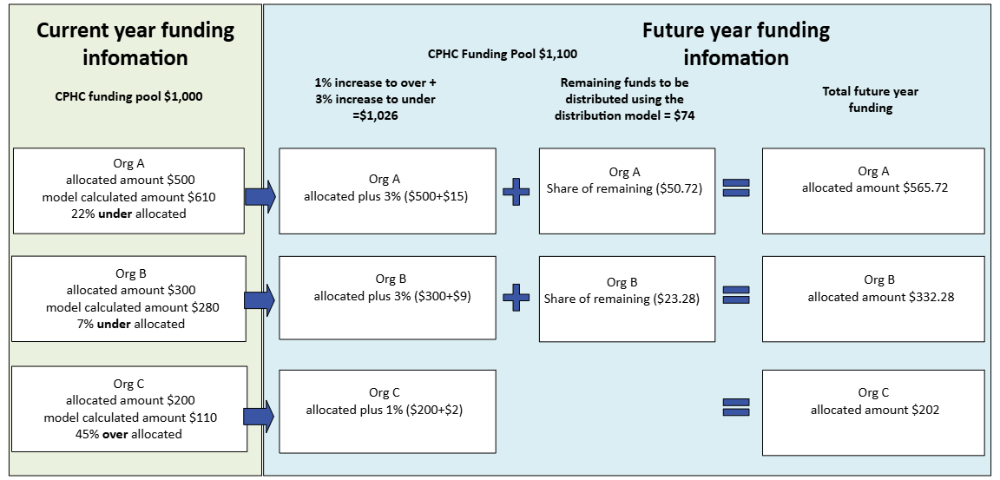 Current year funding
infomation
CPHC funding pool $1,000
Future year funding
infomation
CPHC Funding Pool $1,100
1% increase to over +
3% increase to under
=$1,026
Remaining funds to be
distributed using the
distribution model = $74
Total future year
funding
Org A
allocated amount $500
model calculated amount $610
22% under allocated
Org A
allocated plus 3% ($500+$15)
Org A
Share of remaining ($50.72)
Org A
allocated amount $565.72
Org B
allocated amount $300
model calculated amount $280
7% under allocated
Org B
allocated plus 3% ($300+$9)
Org B
Share of remaining ($23.28)
Org B
allocated amount $332.28
Org C
allocated amount $200
model calculated amount $110
45% over allocated
Org C
allocated plus 1% ($200+$2)
Org C
allocated amount $202